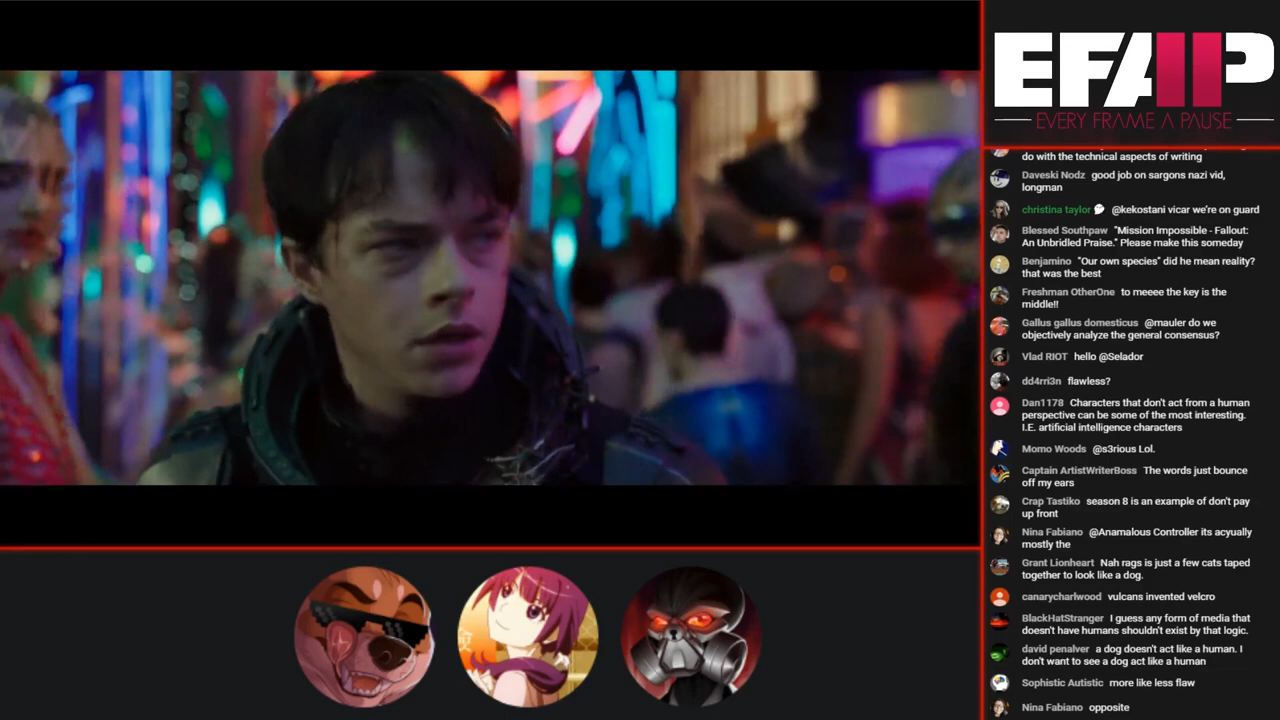 EFAP
EVERY FRAME A PAUSE
do with the technical aspects of writing
Daveski Nodz good job on sargons nazi vid,
longman
christina taylor @kekostani vicar we're on guard
Blessed Southpaw "Mission Impossible - Fallout:
An Unbridled Praise." Please make this someday
Benjamino "Our own species" did he mean reality?
that was the best
Freshman OtherOne to meeee the key is the
middle!!
Gallus gallus domesticus @mauler do we
objectively analyze the general consensus?
Vlad RIOT hello @Selador
dd4rri3n flawless?
Dan1178 Characters that don't act from a human
perspective can be some of the most interesting.
I.E. artificial intelligence characters
Momo Woods @s3rious Lol.
Captain ArtistWriterBoss The words just bounce
off my ears
Crap Tastiko season 8 is an example of don't pay
up front
Nina Fabiano @Anamalous Controller its acyually
mostly the
Grant Lionheart Nah rags is just a few cats taped
together to look like a dog.
canarycharlwood vulcans invented velcro
BlackHatStranger I guess any form of media that
doesn't have humans shouldn't exist by that logic.
david penalver a dog doesn't act like a human. I
don't want to see a dog act like a human
Sophistic Autistic more like less flaw
Nina Fabiano opposite